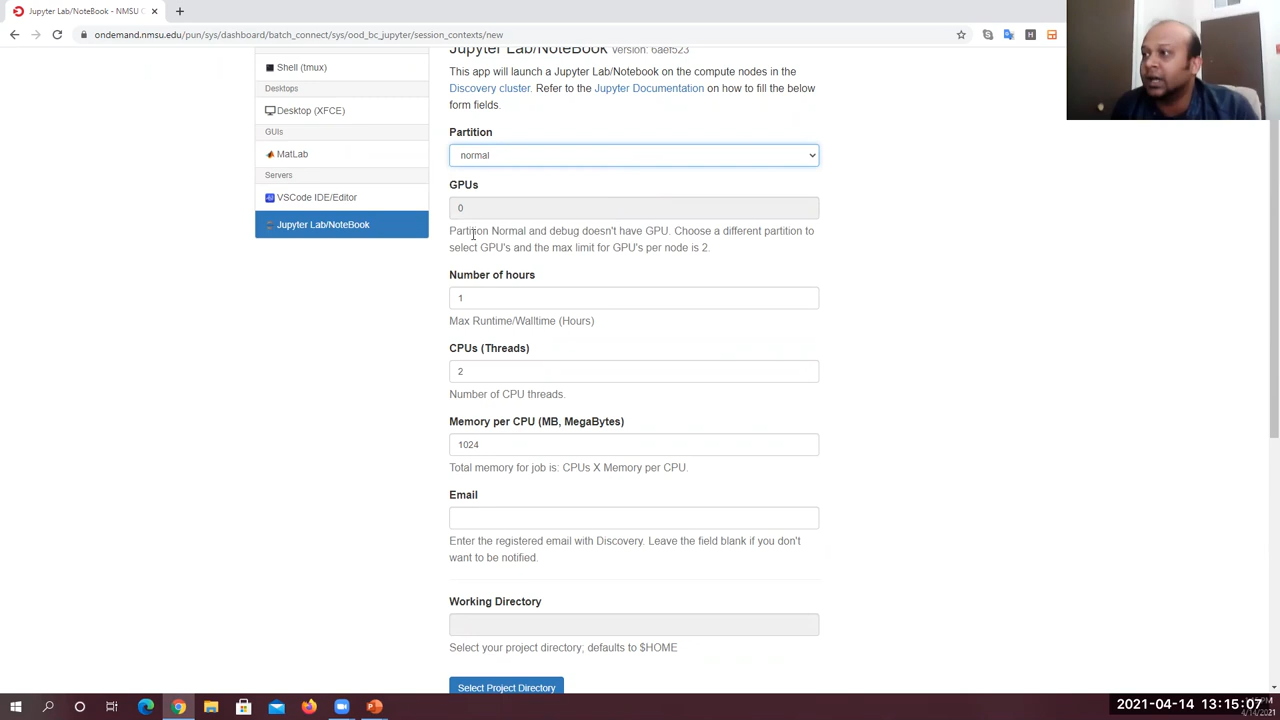 Jupyter Lab/NoteBook - NMSU
ondemand.nmsu.edu/pun/sys/dashboard/batch_connect/sys/ood_bc_jupyter/session_contexts/new
Shell (tmux)
Desktops
Desktop (XFCE)
GUIs
MatLab
Servers
VSCode IDE/Editor
Jupyter Lab/NoteBook
Jupyter Lab/NoteBook version: 6aef523
This app will launch a Jupyter Lab/Notebook on the compute nodes in the
Discovery cluster. Refer to the Jupyter Documentation on how to fill the below
form fields.
Partition
normal
GPUs
0
Partition Normal and debug doesn't have GPU. Choose a different partition to
select GPU's and the max limit for GPU's per node is 2.
Number of hours
1
Max Runtime/Walltime (Hours)
CPUs (Threads)
2
Number of CPU threads.
Memory per CPU (MB, MegaBytes)
1024
Total memory for job is: CPUs X Memory per CPU.
Email
Enter the registered email with Discovery. Leave the field blank if you don't
want to be notified.
Working Directory
Select your project directory; defaults to $HOME
Select Project Directory
2021-04-14 13:15:07